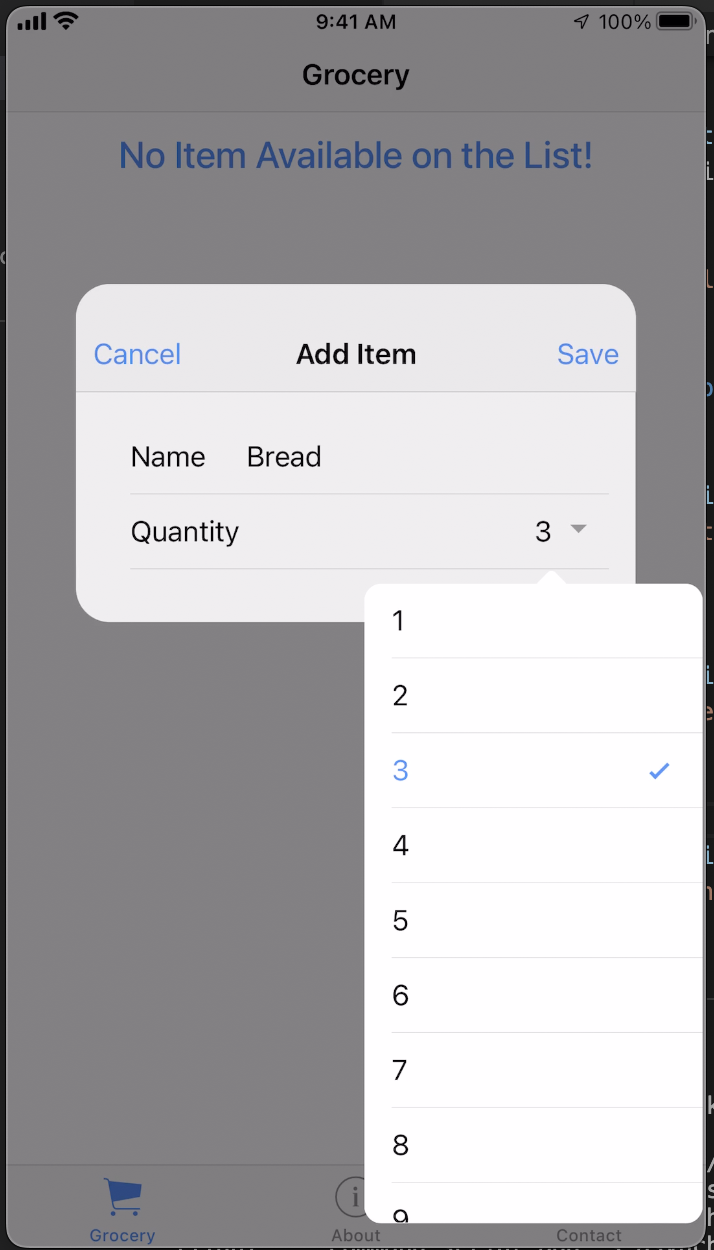 9:41 AM 100%
Grocery
No Item Available on the List!
Cancel Add Item Save
Name Bread
Quantity 3
1
2
3
4
5
6
7
8
9
Grocery About Contact